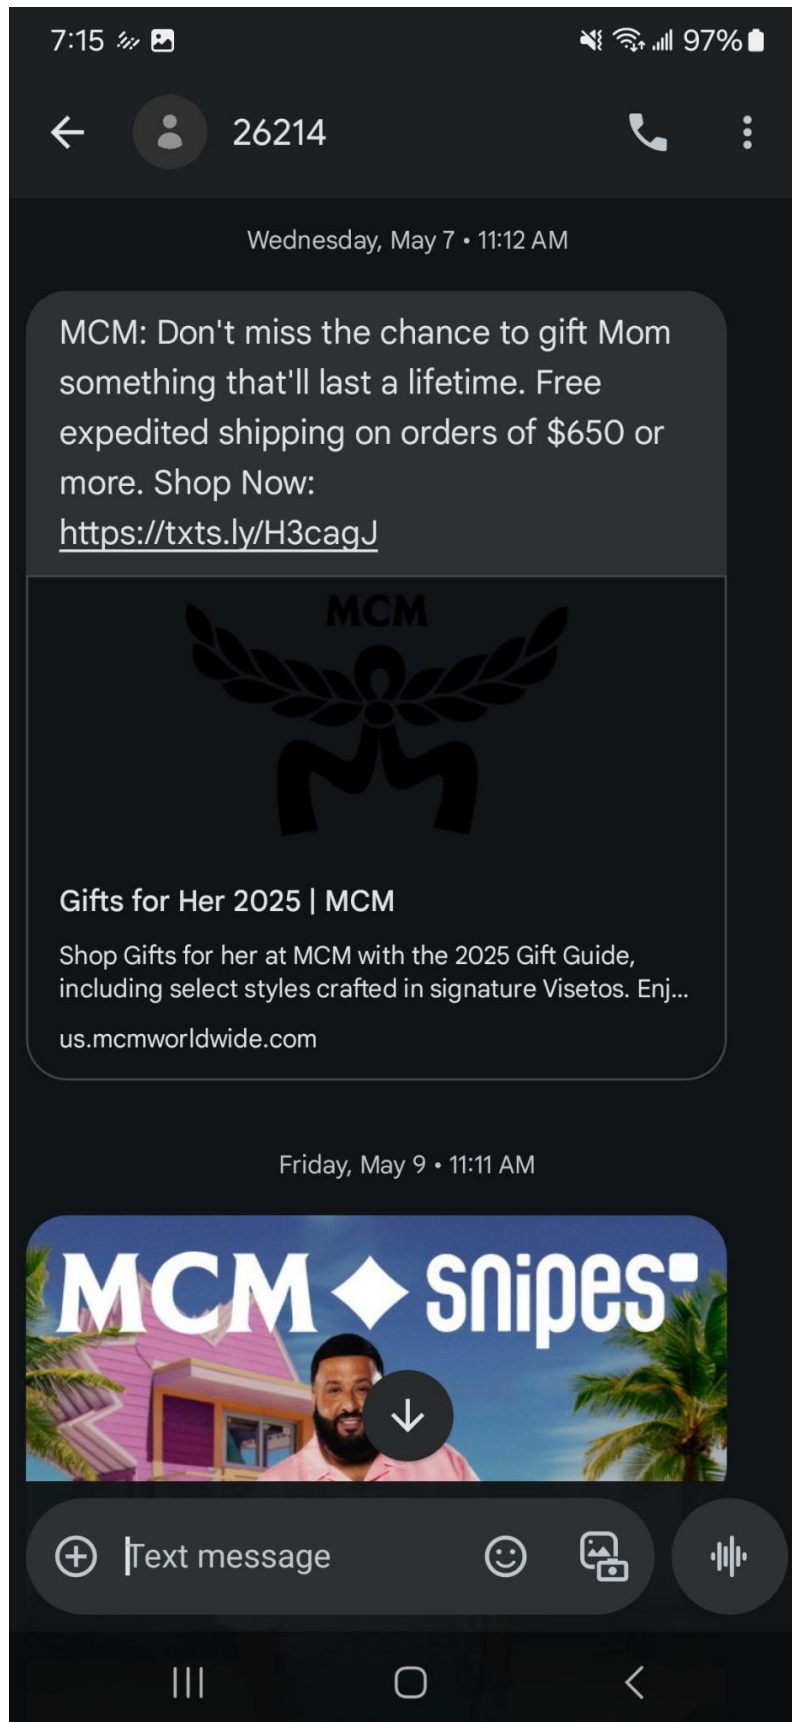 7:15
97%
26214
Wednesday, May 7 • 11:12 AM
MCM: Don't miss the chance to gift Mom
something that'll last a lifetime. Free
expedited shipping on orders of $650 or
more. Shop Now:
https://txts.ly/H3cagJ
MCM
Gifts for Her 2025 | MCM
Shop Gifts for her at MCM with the 2025 Gift Guide,
including select styles crafted in signature Visetos. Enj...
us.mcmworldwide.com
Friday, May 9 • 11:11 AM
MCM snipes
Text message